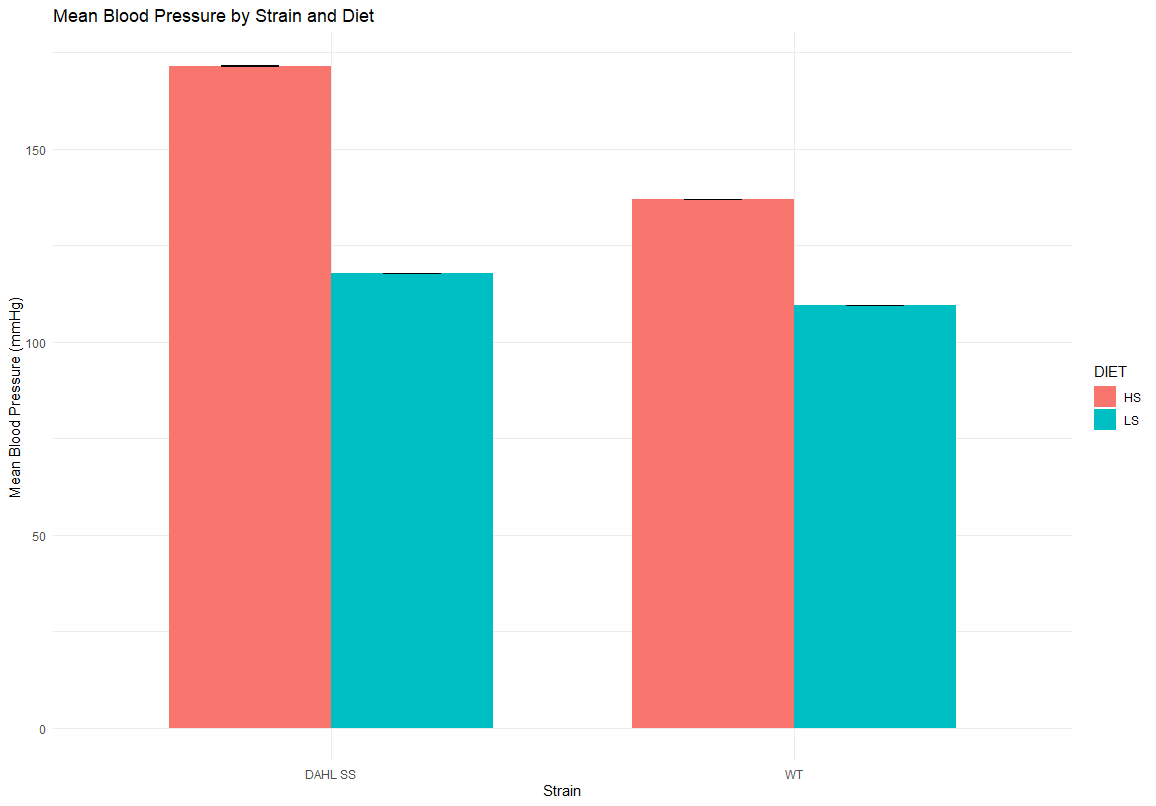 Mean Blood Pressure by Strain and Diet
Mean Blood Pressure (mmHg)
150
100
50
0
DAHL SS
WT
Strain
DIET
HS
LS